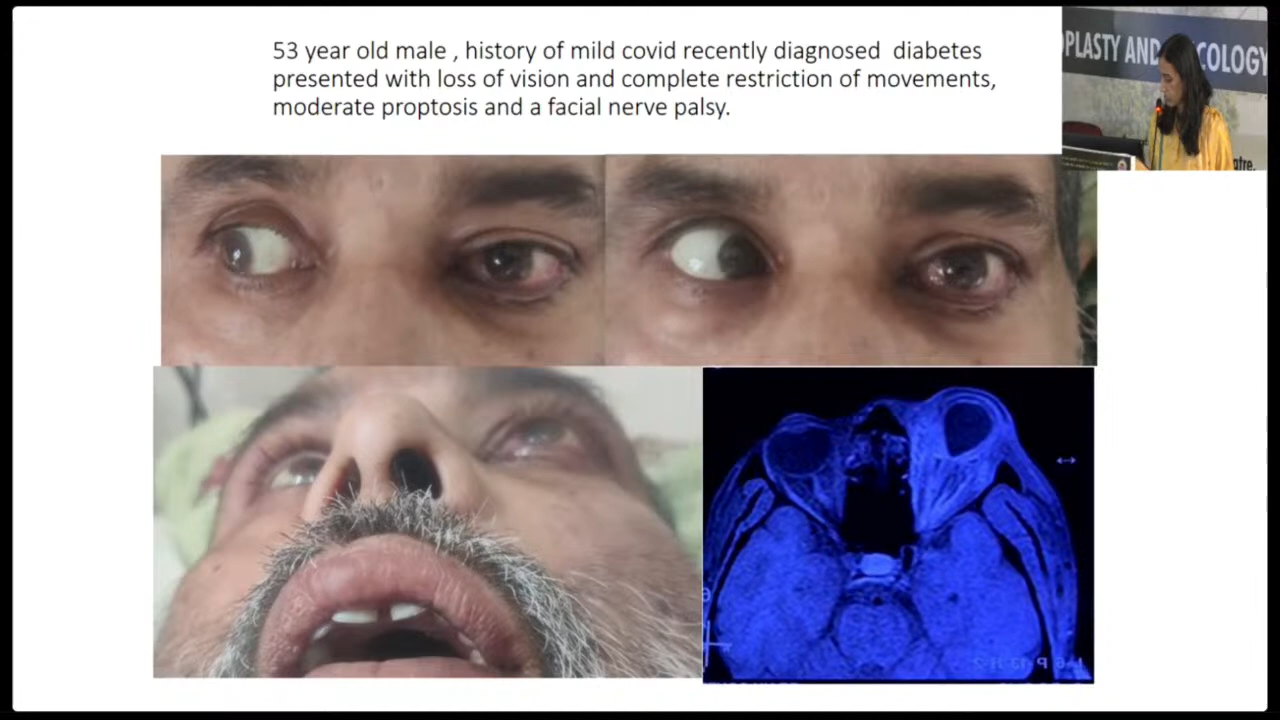 53 year old male , history of mild covid recently diagnosed  diabetes
presented with loss of vision and complete restriction of movements,
moderate proptosis and a facial nerve palsy.
PLASTY AND
COLOGY